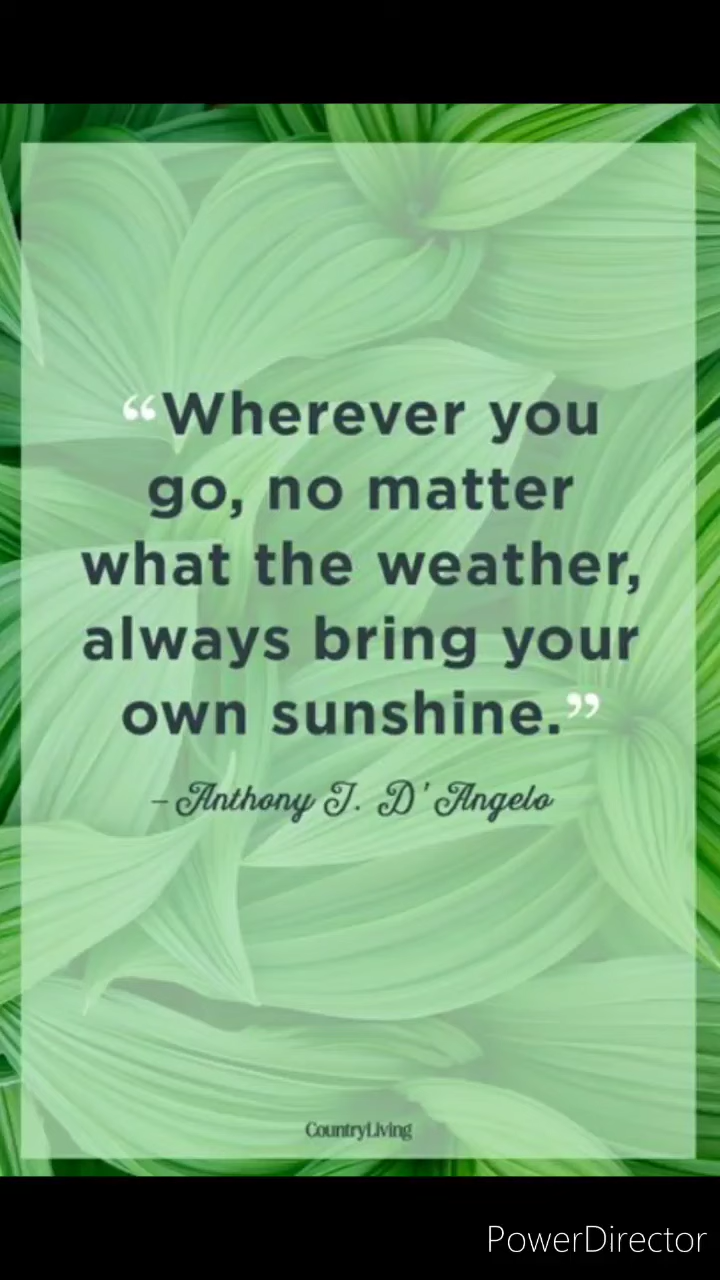 “Wherever you
go, no matter
what the weather,
always bring your
own sunshine.”
– Anthony J. D'Angelo
CountryLiving
PowerDirector